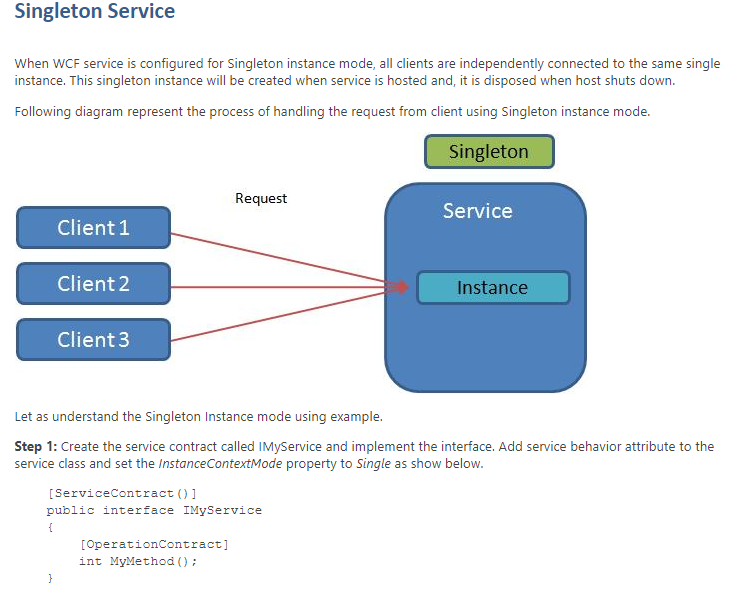 Singleton Service
When WCF service is configured for Singleton instance mode, all clients are independently connected to the same single
instance. This singleton instance will be created when service is hosted and, it is disposed when host shuts down.
Following diagram represent the process of handling the request from client using Singleton instance mode.
Singleton
Request
Service
Client 1
Client 2
Instance
Client 3
Let as understand the Singleton Instance mode using example.
Step 1: Create the service contract called IMyService and implement the interface. Add service behavior attribute to the
service class and set the InstanceContextMode property to Single as show below.
[ServiceContract()]
public interface IMyService
{
[OperationContract]
int MyMethod();
}